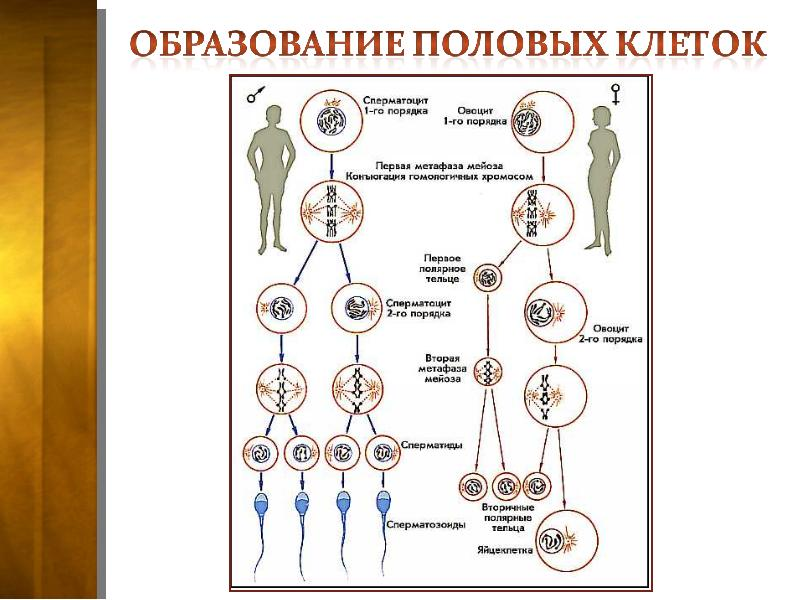 ОБРАЗОВАНИЕ ПОЛОВЫХ КЛЕТОК
Сперматоцит
1-го порядка
Овоцит
1-го порядка
Первая метафаза мейоза
Конъюгация гомологичных хромосом
Первое
полярное
тельце
Сперматоцит
2-го порядка
Овоцит
2-го порядка
Вторая
метафаза
мейоза
Сперматиды
Вторичные
полярные
тельца
Сперматозоиды
Яйцеклетка